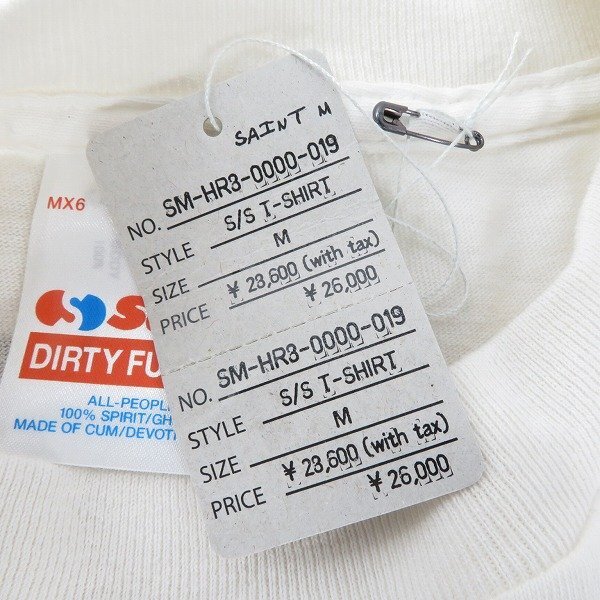 SAINT M
NO. SM-HR3-0000-019
STYLE S/S T-SHIRT
SIZE M
PRICE ¥ 23,600 (with tax)
¥ 26,000
NO. SM-HR3-0000-019
STYLE S/S T-SHIRT
SIZE M
PRICE ¥ 23,600 (with tax)
¥ 26,000
MX6
DIRTY FU
ALL-PEOPL
100% SPIRIT/GH
MADE OF CUM/DEVOT